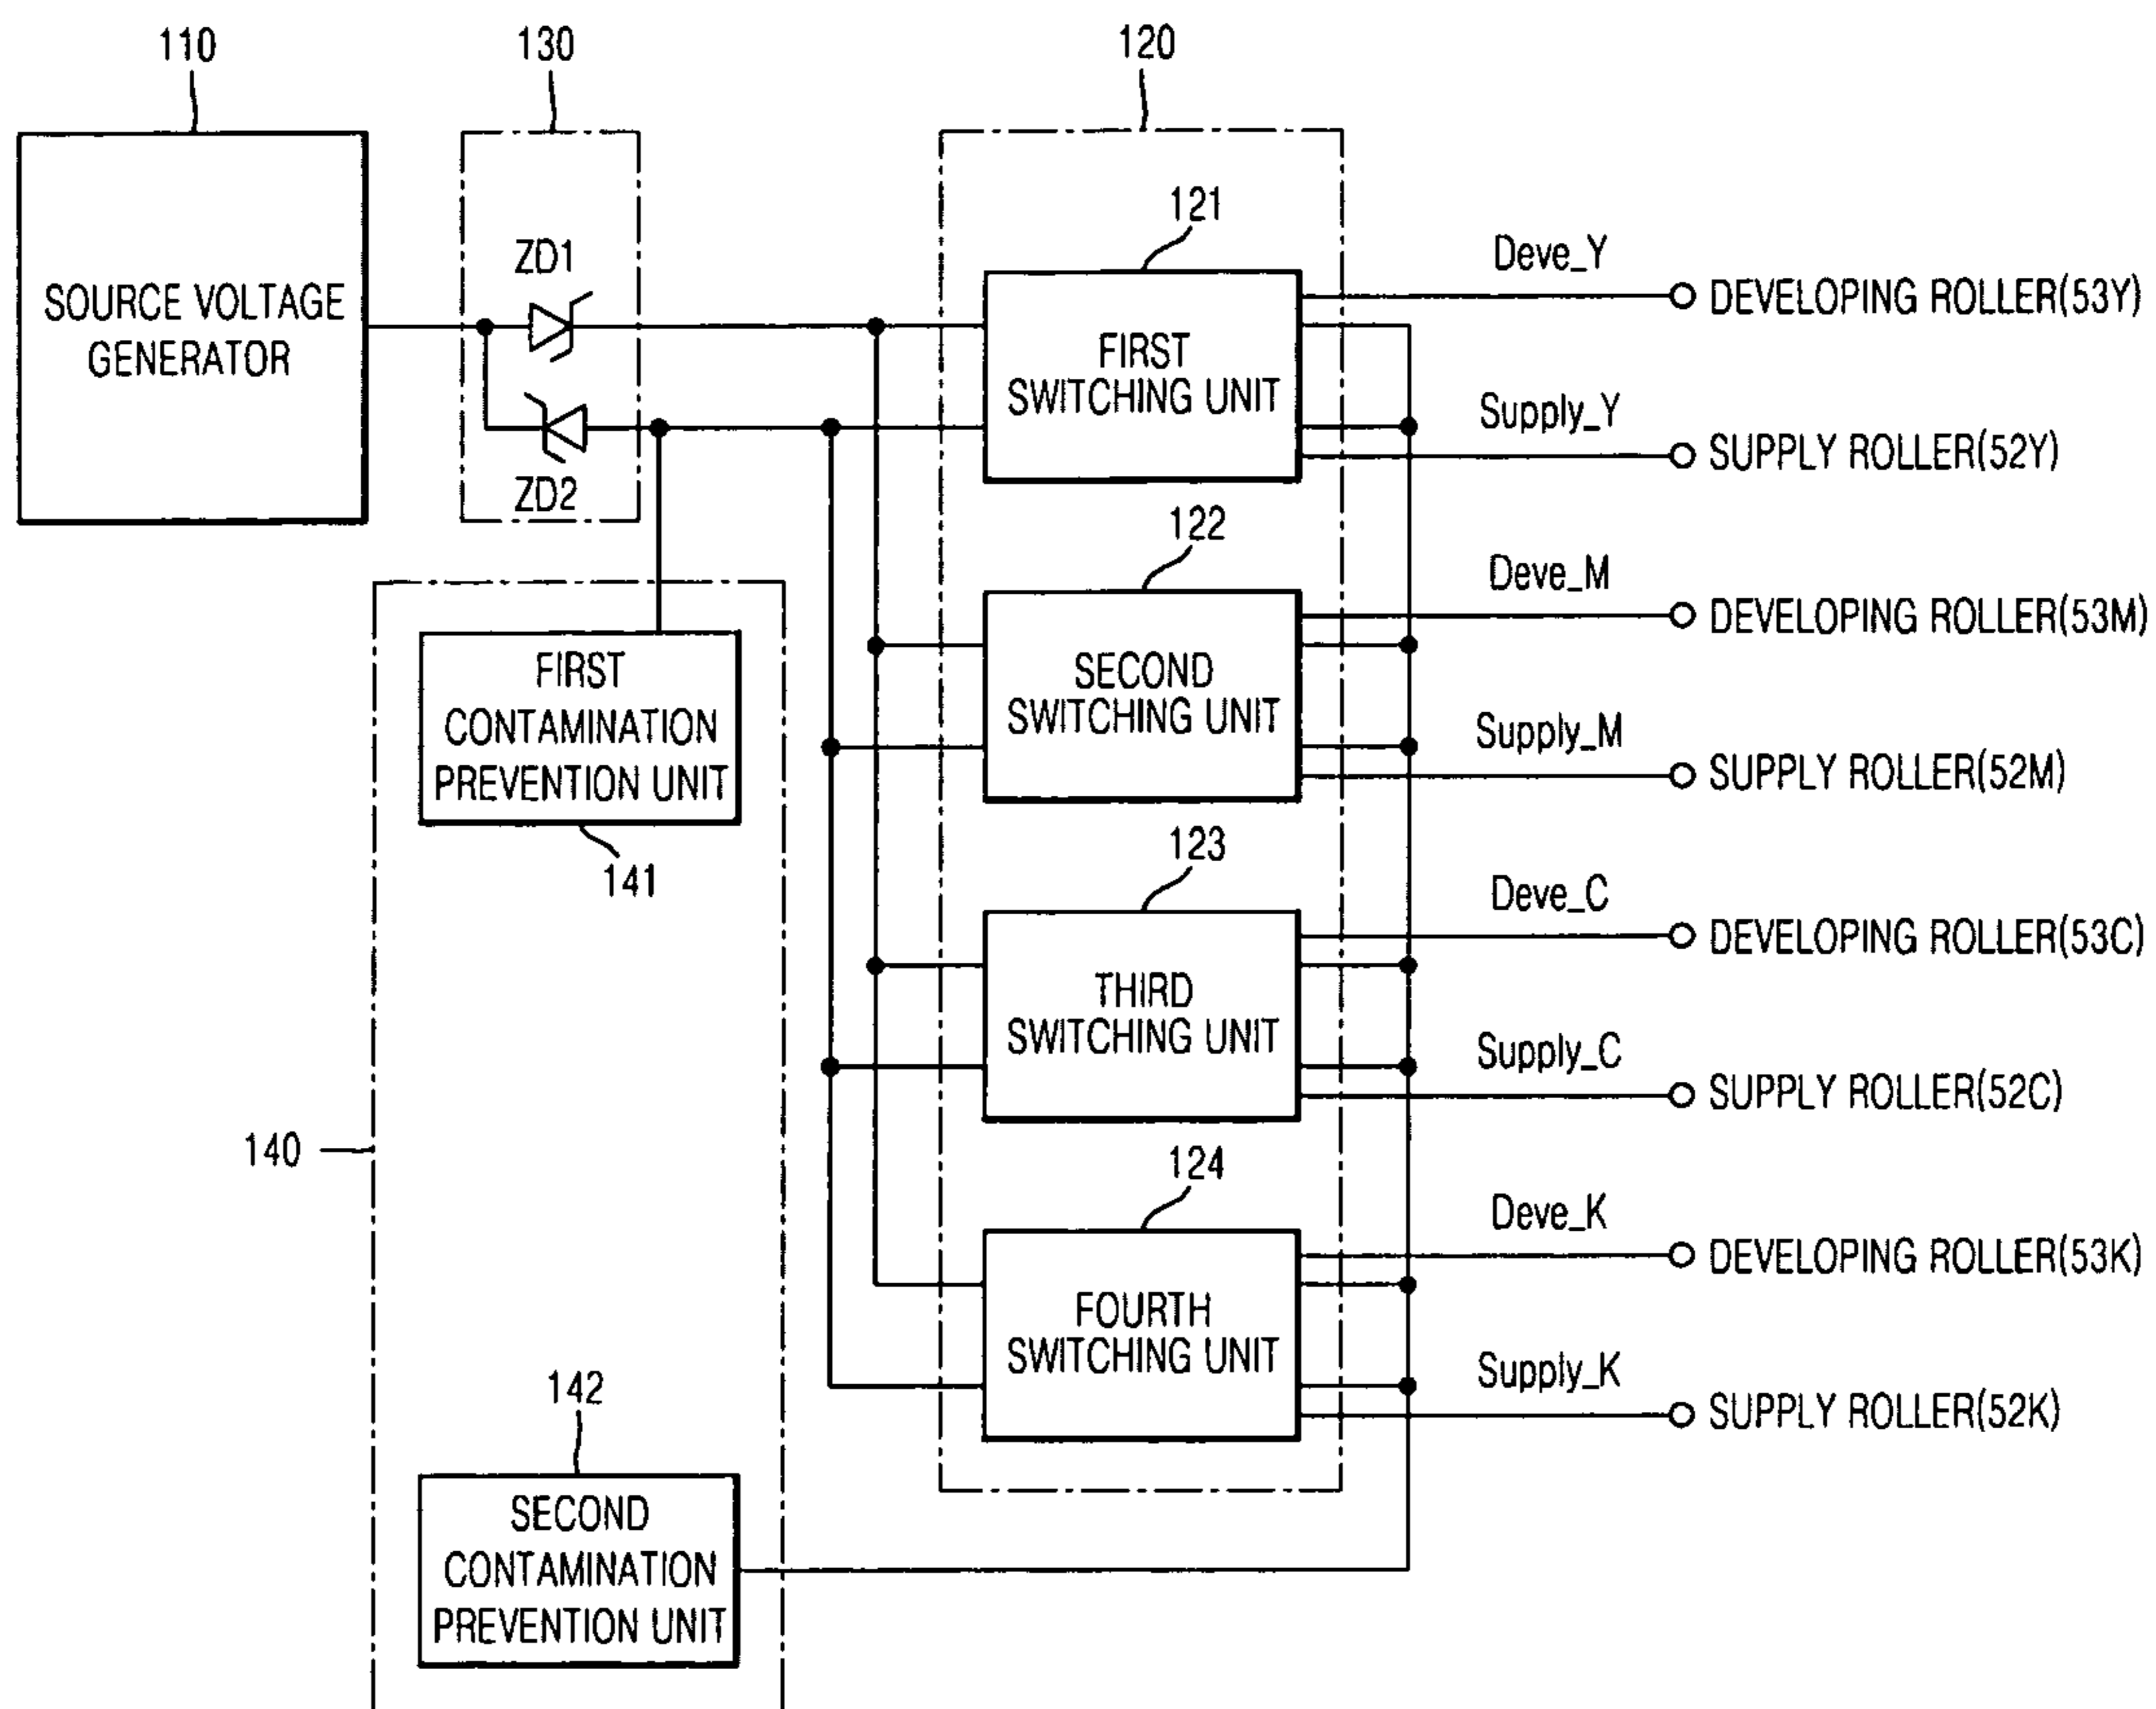 110
130
120
SOURCE VOLTAGE
GENERATOR
ZD1
ZD2
121
FIRST
SWITCHING UNIT
Deve_Y
DEVELOPING ROLLER(53Y)
Supply_Y
SUPPLY ROLLER(52Y)
122
SECOND
SWITCHING UNIT
Deve_M
DEVELOPING ROLLER(53M)
Supply_M
SUPPLY ROLLER(52M)
FIRST
CONTAMINATION
PREVENTION UNIT
141
123
THIRD
SWITCHING UNIT
Deve_C
DEVELOPING ROLLER(53C)
Supply_C
SUPPLY ROLLER(52C)
140
124
FOURTH
SWITCHING UNIT
Deve_K
DEVELOPING ROLLER(53K)
Supply_K
SUPPLY ROLLER(52K)
142
SECOND
CONTAMINATION
PREVENTION UNIT